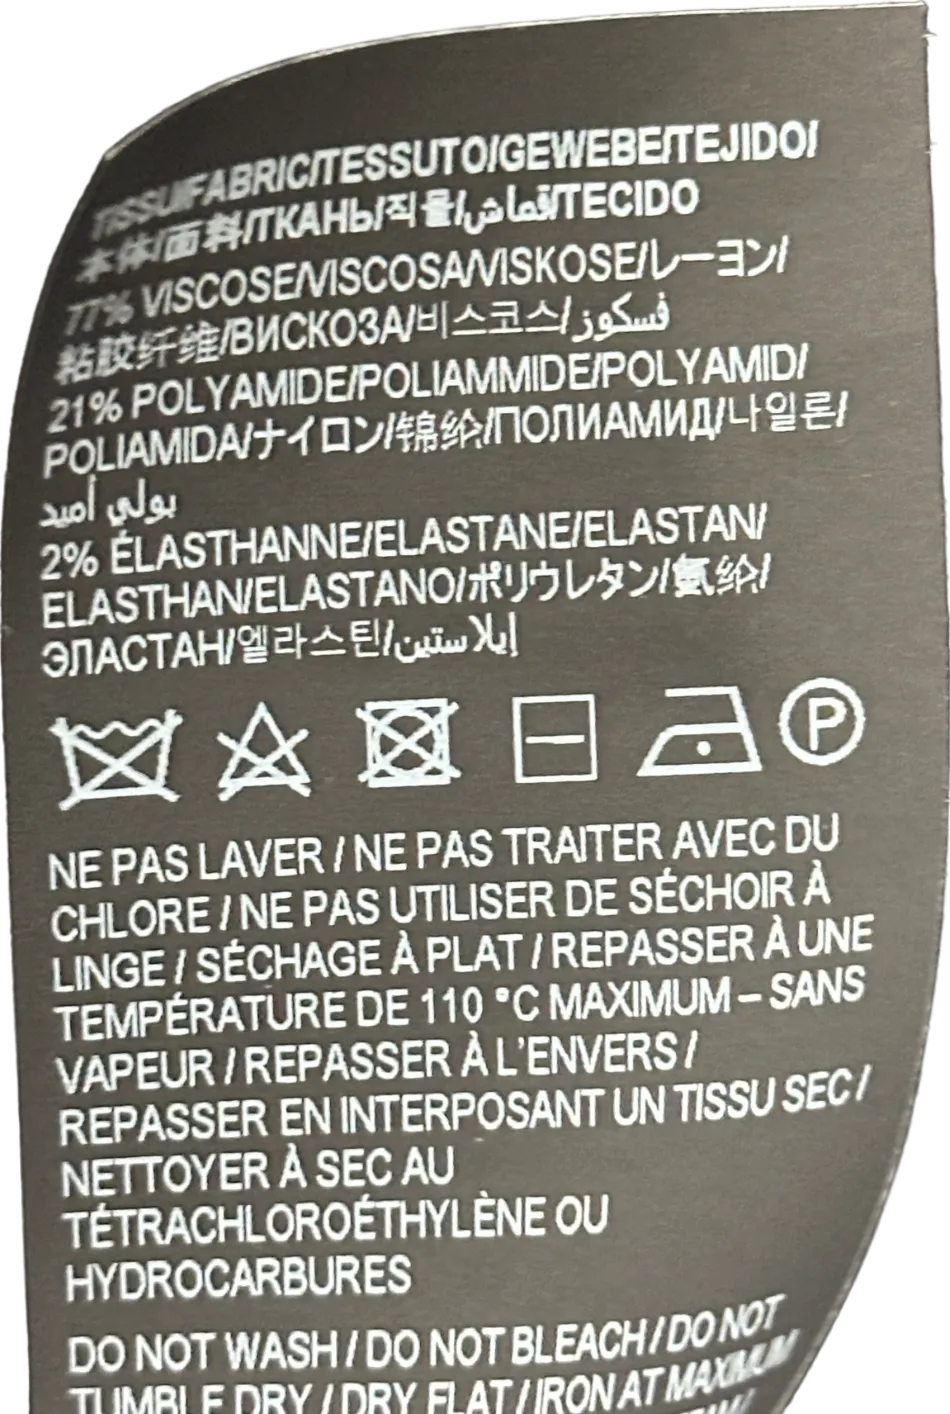 TISSU/FABRIC/TESSUTO/GEWEBE/TEJIDO/
本体/面料/ТКАНЬ/직물/قماش/TECIDO
77% VISCOSE/VISCOSA/VISKOSE/レーヨン/
粘胶纤维/ВИСКОЗА/비스코스/فسكوز
21% POLYAMIDE/POLIAMMIDE/POLYAMID/
POLIAMIDA/ナイロン/锦纶/ПОЛИАМИД/나일론/
بولي أميد
2% ÉLASTHANNE/ELASTANE/ELASTAN/
ELASTHAN/ELASTANO/ポリウレタン/氨纶/
ЭЛАСТАН/엘라스틴/إيلاستين
P
NE PAS LAVER / NE PAS TRAITER AVEC DU
CHLORE / NE PAS UTILISER DE SÉCHOIR À
LINGE / SÉCHAGE À PLAT / REPASSER À UNE
TEMPÉRATURE DE 110 °C MAXIMUM – SANS
VAPEUR / REPASSER À L'ENVERS /
REPASSER EN INTERPOSANT UN TISSU SEC /
NETTOYER À SEC AU
TÉTRACHLOROÉTHYLÈNE OU
HYDROCARBURES
DO NOT WASH / DO NOT BLEACH / DO NOT
TUMBLE DRY / DRY FLAT / IRON AT MAXIMUM